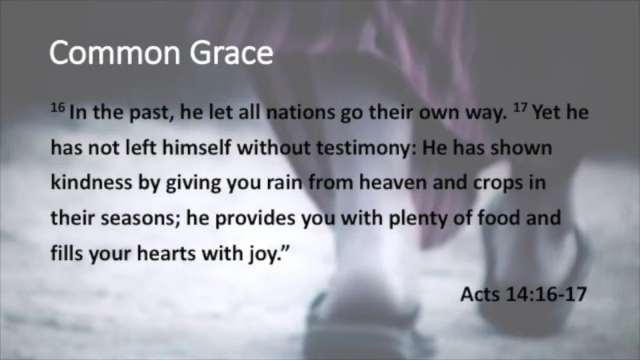 Common Grace
16 In the past, he let all nations go their own way. 17 Yet he
has not left himself without testimony: He has shown
kindness by giving you rain from heaven and crops in
their seasons; he provides you with plenty of food and
fills your hearts with joy.”
Acts 14:16-17